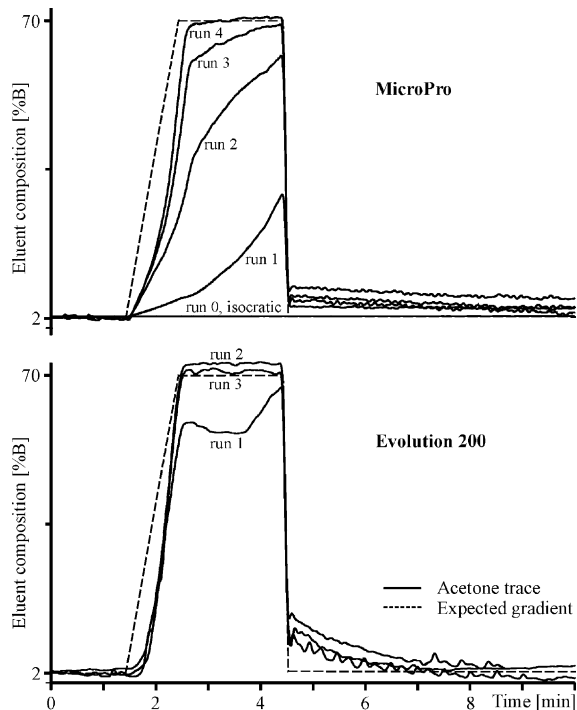 70
run 4
run 3
MicroPro
run 2
run 1
run 0, isocratic
2
Eluent composition [%B]
run 2
70
run 3
run 1
Evolution 200
Acetone trace
Expected gradient
2
Eluent composition [%B]
0 2 4 6 8 Time [min]